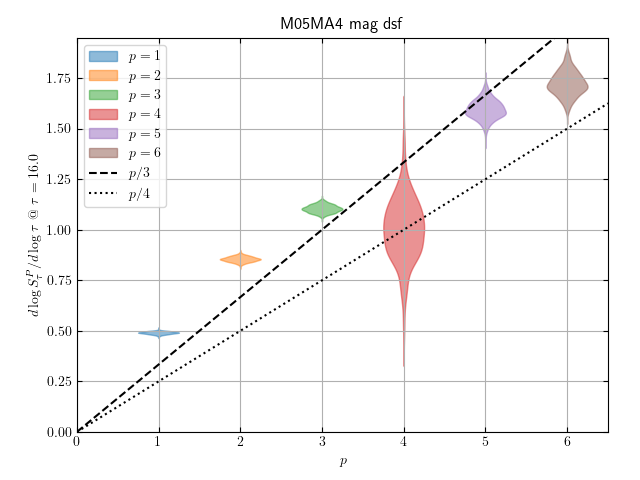 M05MA4 mag dsf
p = 1
p = 2
p = 3
p = 4
p = 5
p = 6
p/3
p/4
d log S_τ^P / d log τ @ τ = 16.0
1.75
1.50
1.25
1.00
0.75
0.50
0.25
0.00
0 1 2 3 4 5 6
p